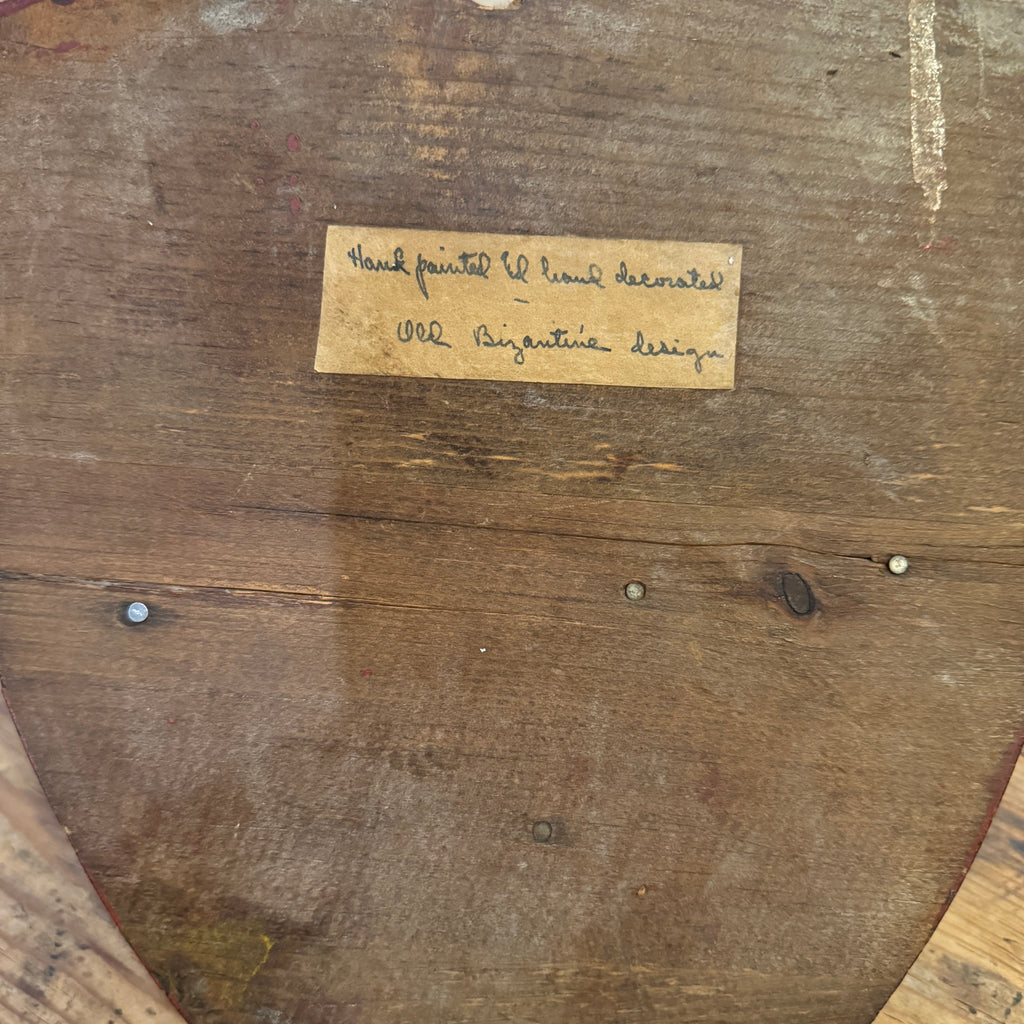 Hand painted & hand decorated
-
Old Bizantine design